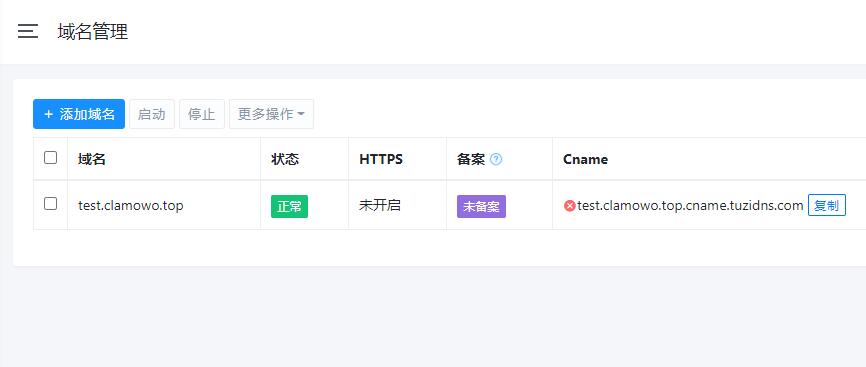 域名管理
+ 添加域名 启动 停止 更多操作
域名 状态 HTTPS 备案 ? Cname
test.clamowo.top 正常 未开启 未备案 test.clamowo.top.cname.tuzidns.com 复制